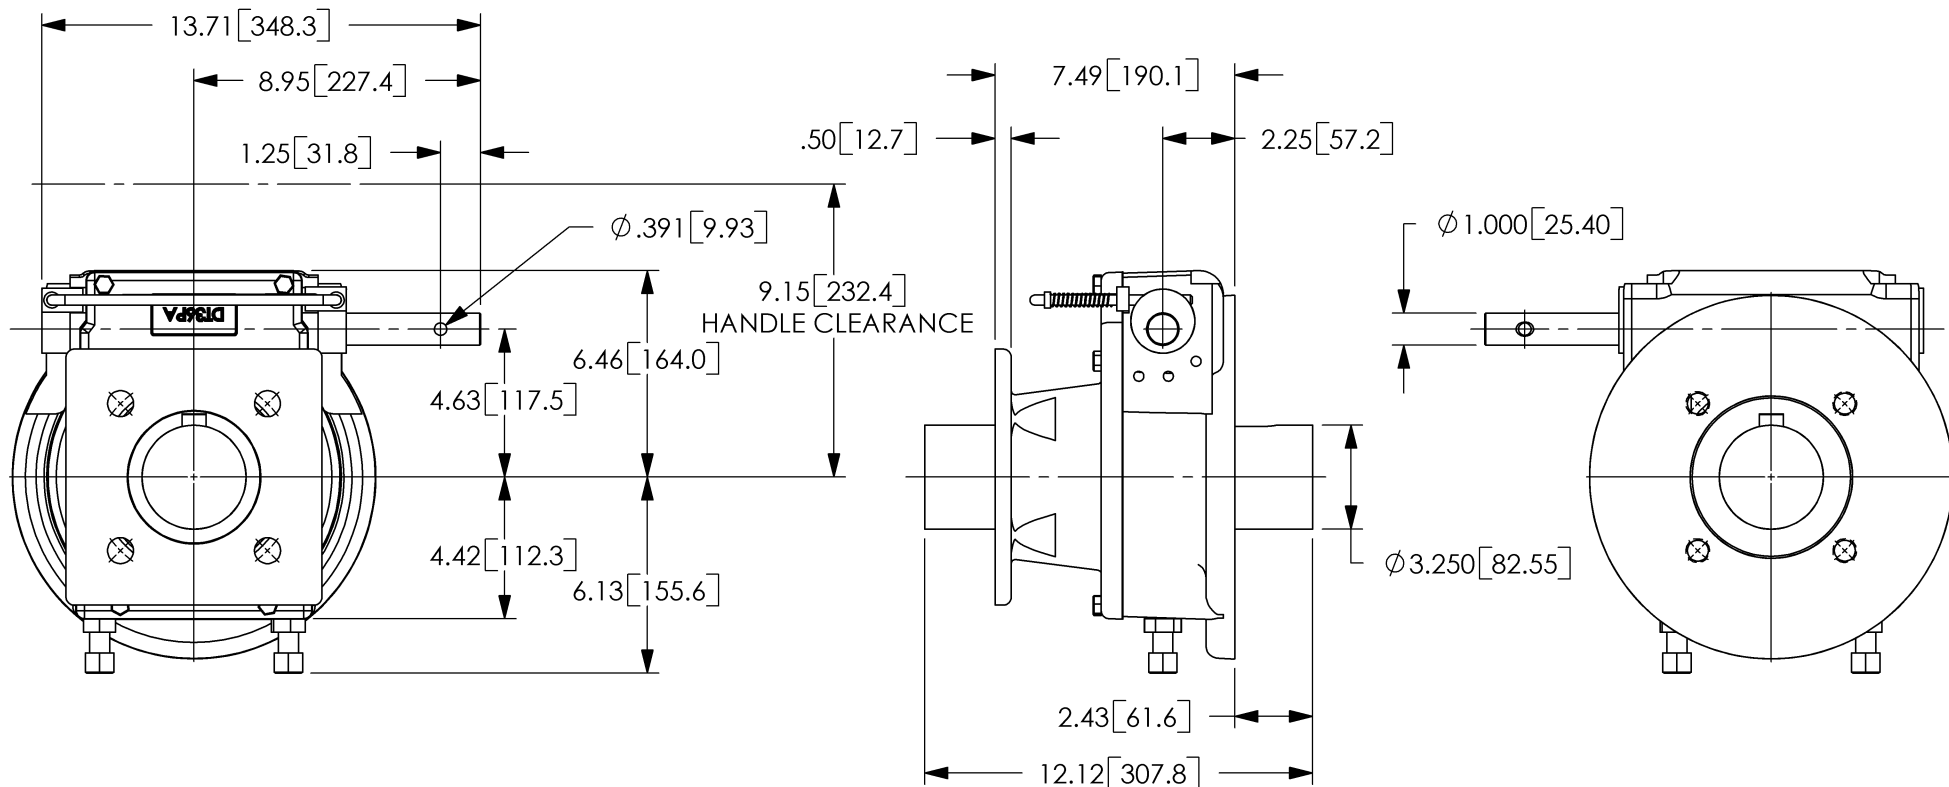 13.71[348.3]
8.95[227.4]
1.25[31.8]
Ø.391[9.93]
9.15[232.4]
HANDLE CLEARANCE
DT36PA
6.46[164.0]
4.63[117.5]
4.42[112.3]
6.13[155.6]
7.49[190.1]
.50[12.7]
2.25[57.2]
Ø3.250[82.55]
2.43[61.6]
12.12[307.8]
Ø1.000[25.40]